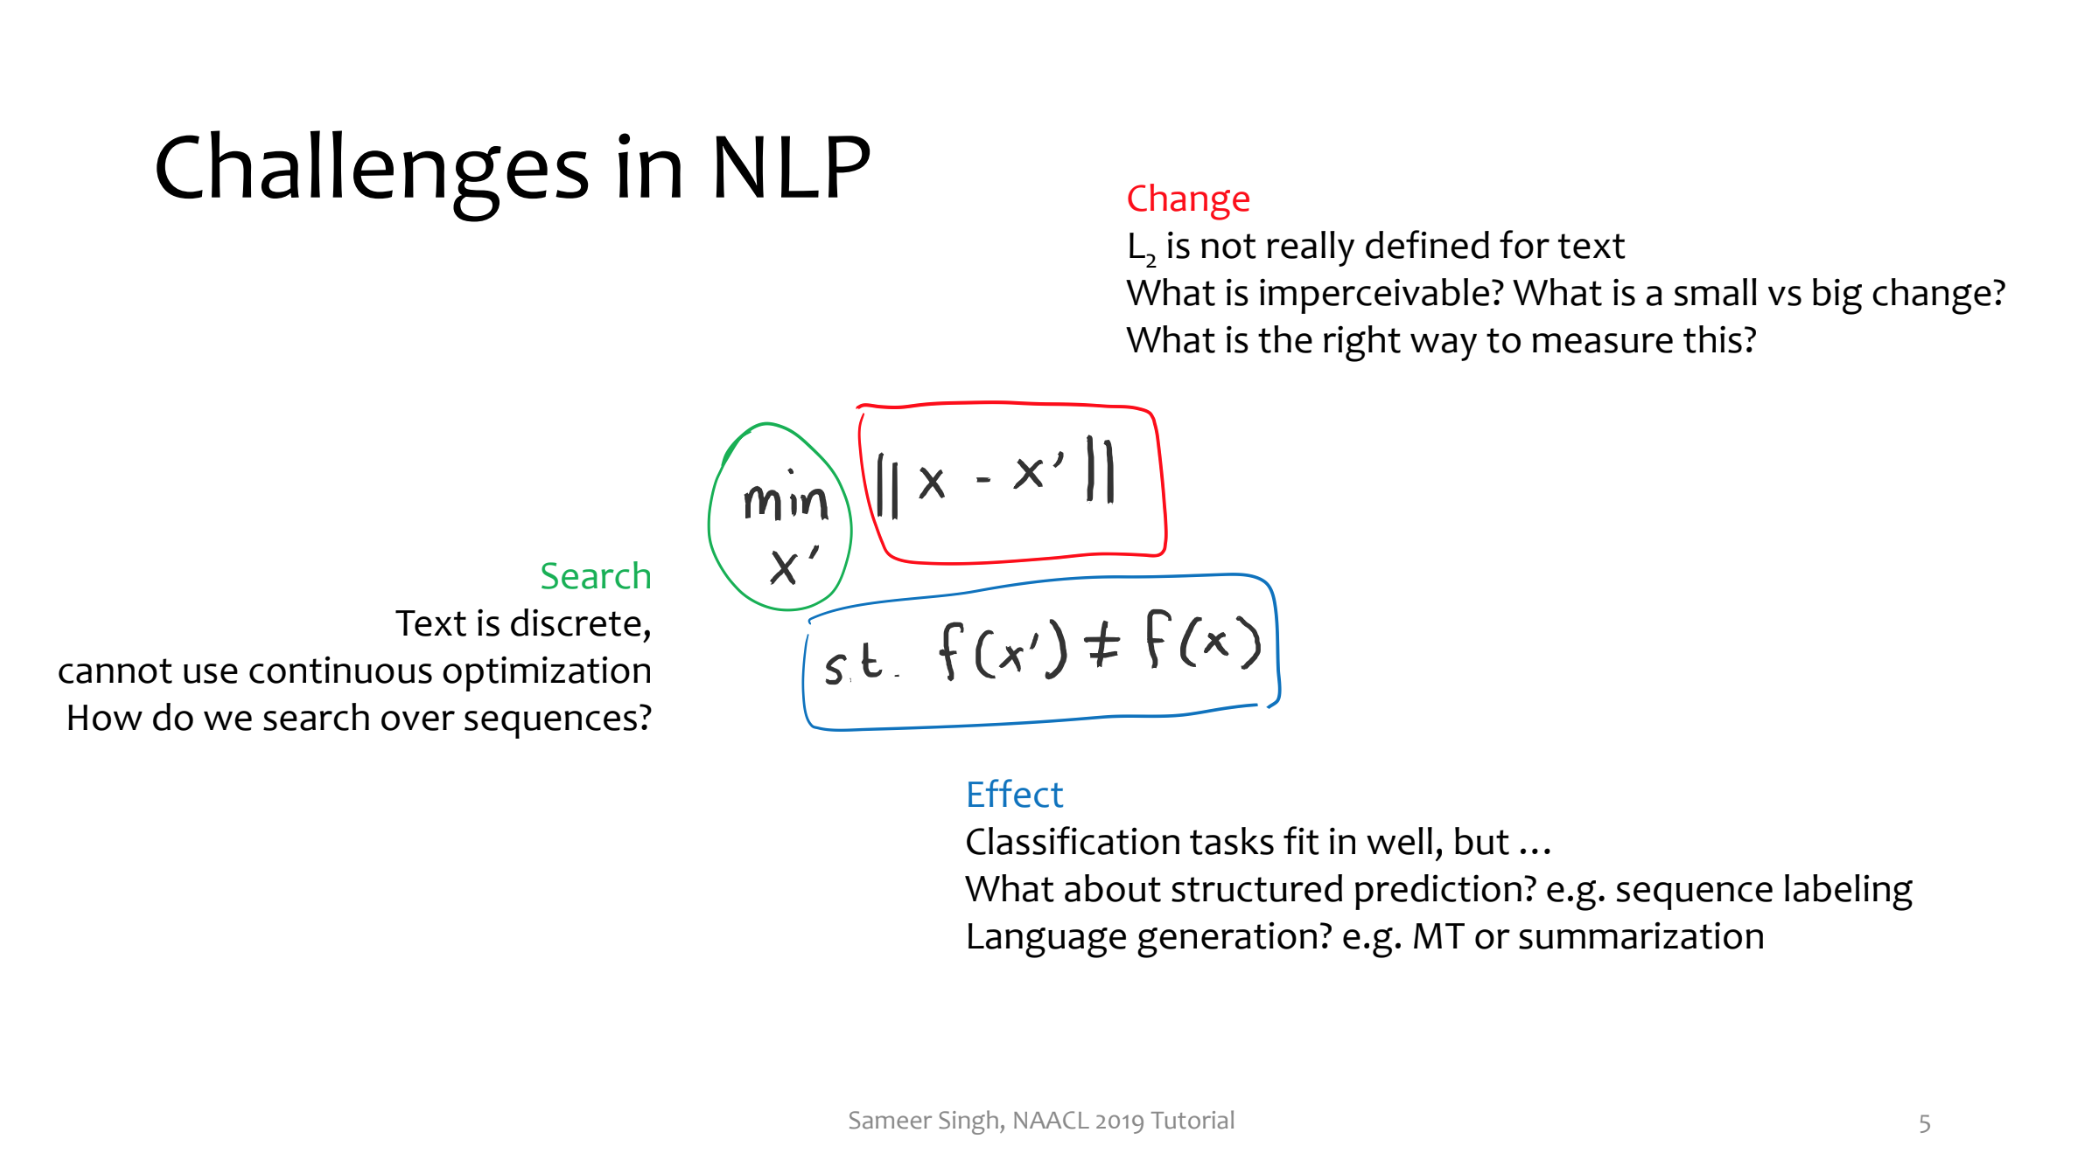 Challenges in NLP
Change
L₂ is not really defined for text
What is imperceivable? What is a small vs big change?
What is the right way to measure this?
min ||x - x'||
x'
s.t. f(x') ≠ f(x)
Search
Text is discrete,
cannot use continuous optimization
How do we search over sequences?
Effect
Classification tasks fit in well, but ...
What about structured prediction? e.g. sequence labeling
Language generation? e.g. MT or summarization
Sameer Singh, NAACL 2019 Tutorial
5